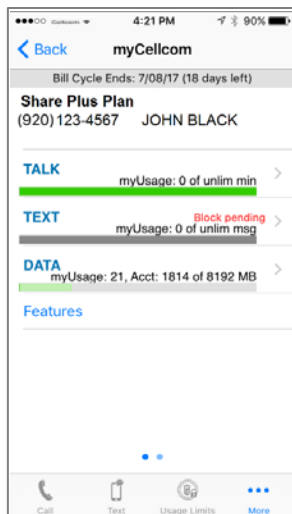 Cellcom 4:21 PM 90%
Back myCellcom
Bill Cycle Ends: 7/08/17 (18 days left)
Share Plus Plan
(920) 123-4567 JOHN BLACK
TALK
myUsage: 0 of unlim min
TEXT
Block pending
myUsage: 0 of unlim msg
DATA
myUsage: 21, Acct: 1814 of 8192 MB
Features
Call Text Usage Limits More